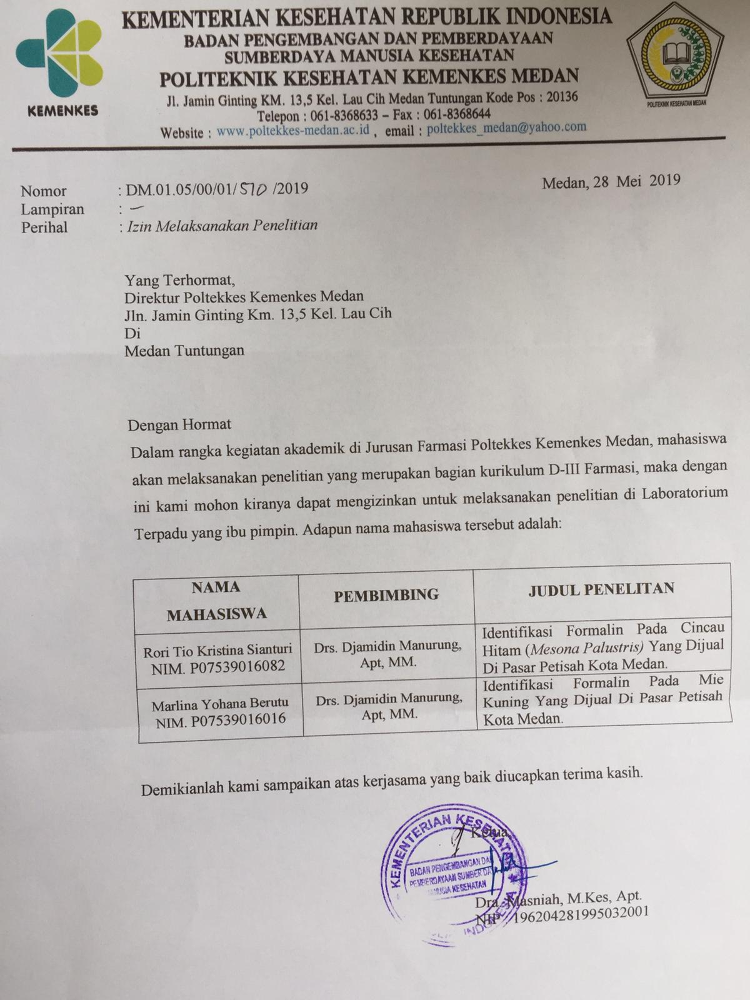 KEMENTERIAN KESEHATAN REPUBLIK INDONESIA
BADAN PENGEMBANGAN DAN PEMBERDAYAAN
SUMBERDAYA MANUSIA KESEHATAN
POLITEKNIK KESEHATAN KEMENKES MEDAN
Jl. Jamin Ginting KM. 13,5 Kel. Lau Cih Medan Tuntungan Kode Pos : 20136
Telepon : 061-8368633 – Fax : 061-8368644
Website : www.poltekkes-medan.ac.id , email : poltekkes_medan@yahoo.com
KEMENKES
POLITEKNIK KESEHATAN MEDAN
Nomor : DM.01.05/00/01/510 /2019
Medan, 28 Mei 2019
Lampiran : –
Perihal : Izin Melaksanakan Penelitian
Yang Terhormat,
Direktur Poltekkes Kemenkes Medan
Jln. Jamin Ginting Km. 13,5 Kel. Lau Cih
Di
Medan Tuntungan
Dengan Hormat
Dalam rangka kegiatan akademik di Jurusan Farmasi Poltekkes Kemenkes Medan, mahasiswa
akan melaksanakan penelitian yang merupakan bagian kurikulum D-III Farmasi, maka dengan
ini kami mohon kiranya dapat mengizinkan untuk melaksanakan penelitian di Laboratorium
Terpadu yang ibu pimpin. Adapun nama mahasiswa tersebut adalah:
NAMA
MAHASISWA
PEMBIMBING
JUDUL PENELITAN
Rori Tio Kristina Sianturi
NIM. P07539016082
Drs. Djamidin Manurung,
Apt, MM.
Identifikasi Formalin Pada Cincau
Hitam (Mesona Palustris) Yang Dijual
Di Pasar Petisah Kota Medan.
Marlina Yohana Berutu
NIM. P07539016016
Drs. Djamidin Manurung,
Apt, MM.
Identifikasi Formalin Pada Mie
Kuning Yang Dijual Di Pasar Petisah
Kota Medan.
Demikianlah kami sampaikan atas kerjasama yang baik diucapkan terima kasih.
Ketua,
KEMENTERIAN KESEHATAN
BADAN PENGEMBANGAN DA
PEMBERDAYAAN SUMBER DA
MANUSIA KESEHATAN
INDONESIA
Dra. Masniah, M.Kes, Apt.
NIP 196204281995032001